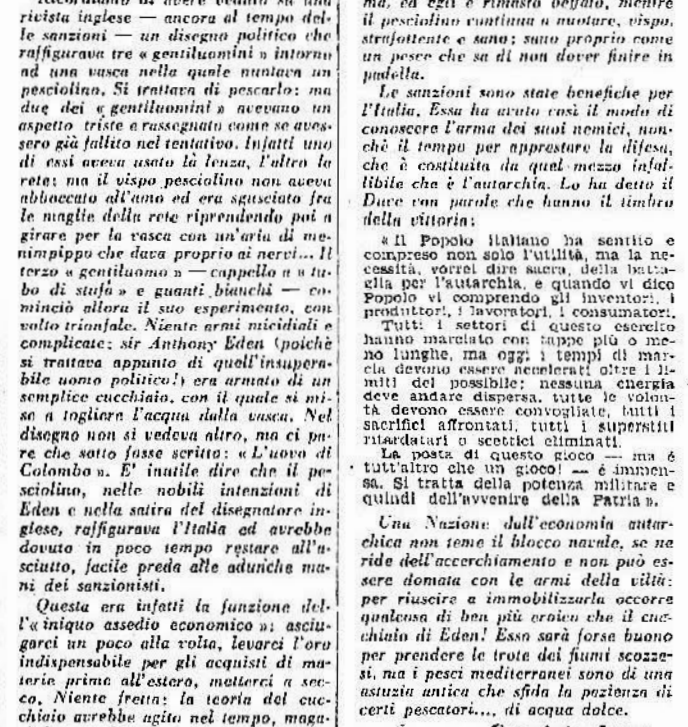 rivista inglese — ancora al tempo del-
le sanzioni — un disegno politico che
raffigurava tre « gentiluomini » intorno
ad una vasca nella quale nuotava un
pesciolino. Si trattava di pescarlo: ma
due dei « gentiluomini » avevano un
aspetto triste e rassegnato come se aves-
sero già fallito nel tentativo. Infatti uno
di essi aveva usato la lenza, l'altro la
rete; ma il vispo pesciolino non aveva
abboccato all'amo ed era sgusciato fra
le maglie della rete riprendendo poi a
girare per la vasca con un'aria di me-
nimpippo che dava proprio ai nervi... Il
terzo « gentiluomo » — cappello a « tu-
bo di stufa » e guanti bianchi — co-
minciò allora il suo esperimento, con
volto trionfale. Niente armi micidiali e
complicate: sir Anthony Eden (poichè
si trattava appunto di quell'insupera-
bile uomo politico!) era armato di un
semplice cucchiaio, con il quale si mi-
se a togliere l'acqua dalla vasca. Nel
disegno non si vedeva altro, ma ci pa-
re che sotto fosse scritto: « L'uovo di
Colombo ». E' inutile dire che il pe-
sciolino, nelle nobili intenzioni di
Eden e nella satira del disegnatore in-
glese, raffigurava l'Italia ed avrebbe
dovuto in poco tempo restare all'a-
sciutto, facile preda alle adunche ma-
ni dei sanzionisti.
Questa era infatti la funzione del-
l'« iniquo assedio economico »: asciu-
garci un poco alla volta, levarci l'oro
indispensabile per gli acquisti di ma-
terie prime all'estero, metterci a sec-
co. Niente fretta: la teoria del cuc-
chiaio avrebbe agito nel tempo, maga-
ma, ed egli è rimasto beffato, mentre
il pesciolino continua a nuotare, vispo,
strafottente e sano; sano proprio come
un pesce che sa di non dover finire in
padella.
Le sanzioni sono state benefiche per
l'Italia. Essa ha avuto così il modo di
conoscere l'arma dei suoi nemici, non-
chè il tempo per apprestare la difesa,
che è costituita da quel mezzo infal-
libile che è l'autarchia. Lo ha detto il
Duce con parole che hanno il timbro
della vittoria:
« Il Popolo italiano ha sentito e
compreso non solo l'utilità, ma la ne-
cessità, vorrei dire sacra, della batta-
glia per l'autarchia, e quando vi dico
Popolo vi comprendo gli inventori, i
produttori, i lavoratori, i consumatori.
Tutti i settori di questo esercito
hanno marciato con tappe più o me-
no lunghe, ma oggi i tempi di mar-
cia devono essere accelerati oltre i li-
miti del possibile; nessuna energia
deve andare dispersa, tutte le volon-
tà devono essere convogliate, tutti i
sacrifici affrontati, tutti i superstiti
ritardatari o scettici eliminati.
La posta di questo gioco — ma è
tutt'altro che un gioco! — è immen-
sa. Si tratta della potenza militare e
quindi dell'avvenire della Patria ».
Una Nazione dall'economia autar-
chica non teme il blocco navale, se ne
ride dell'accerchiamento e non può es-
sere domata con le armi della viltà:
per riuscire a immobilizzarla occorre
qualcosa di ben più eroico che il cuc-
chiaio di Eden! Esso sarà forse buono
per prendere le trote dei fiumi scozze-
si, ma i pesci mediterranei sono di una
astuzia antica che sfida la pazienza di
certi pescatori..., di acqua dolce.